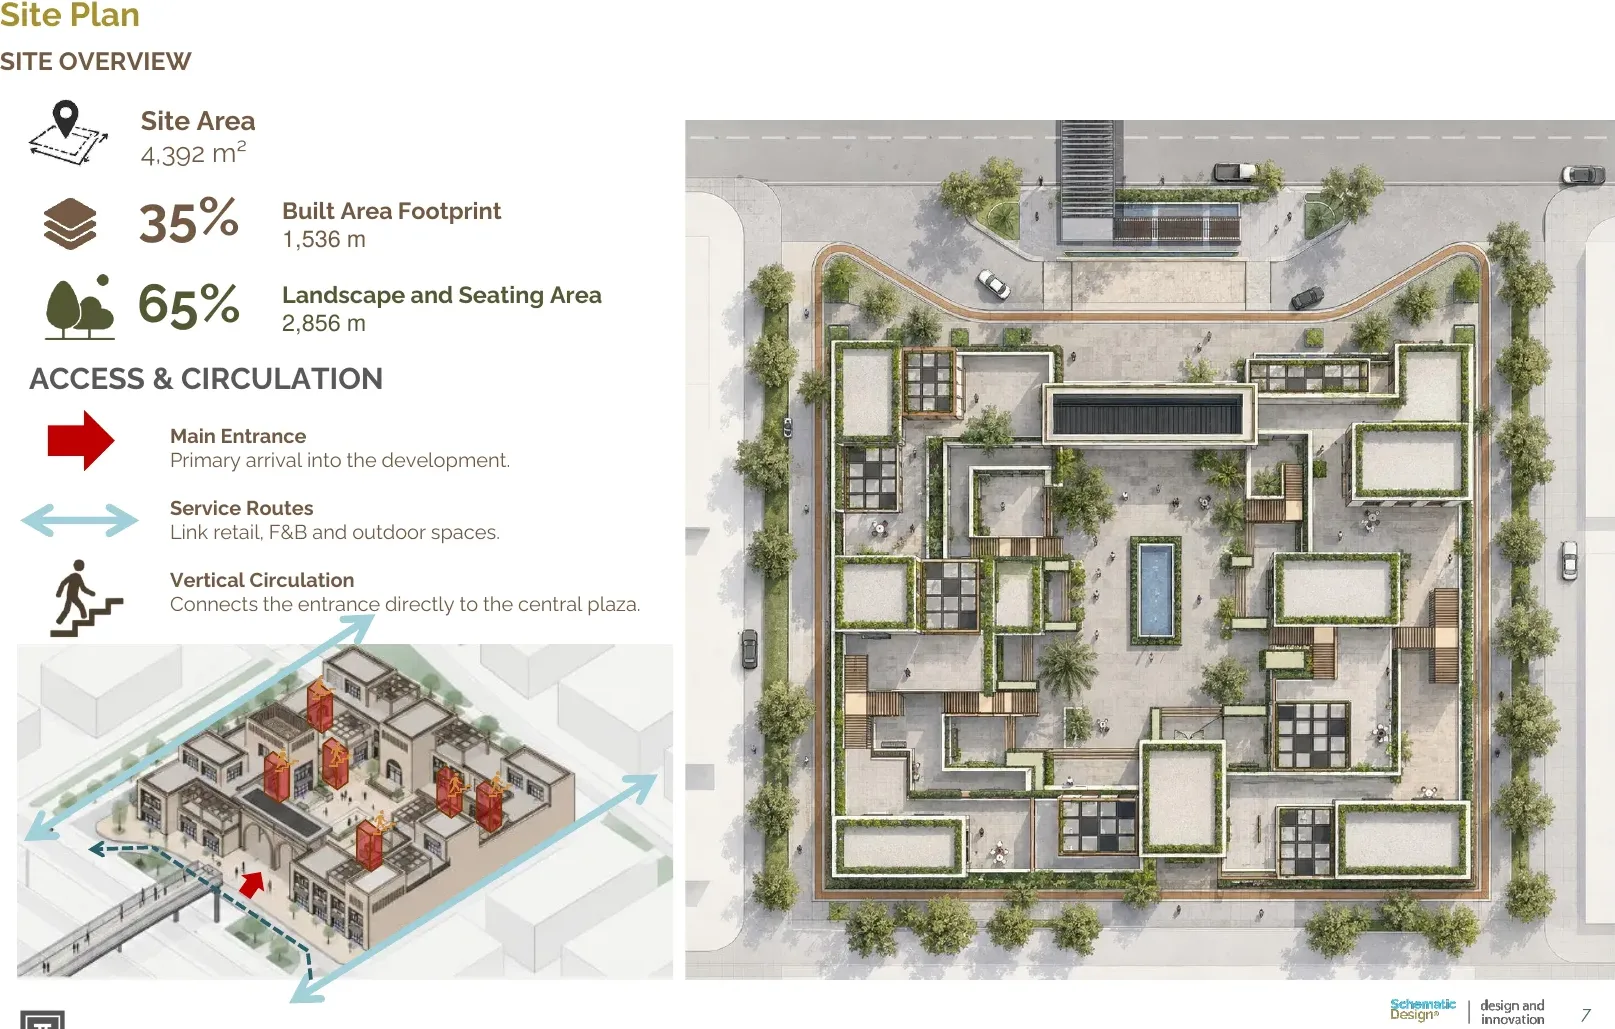 Site Plan
SITE OVERVIEW
Site Area
4,392 m²
35%
Built Area Footprint
1,536 m
65%
Landscape and Seating Area
2,856 m
ACCESS & CIRCULATION
Main Entrance
Primary arrival into the development.
Service Routes
Link retail, F&B and outdoor spaces.
Vertical Circulation
Connects the entrance directly to the central plaza.
Schematic
Design®
design and
innovation
7